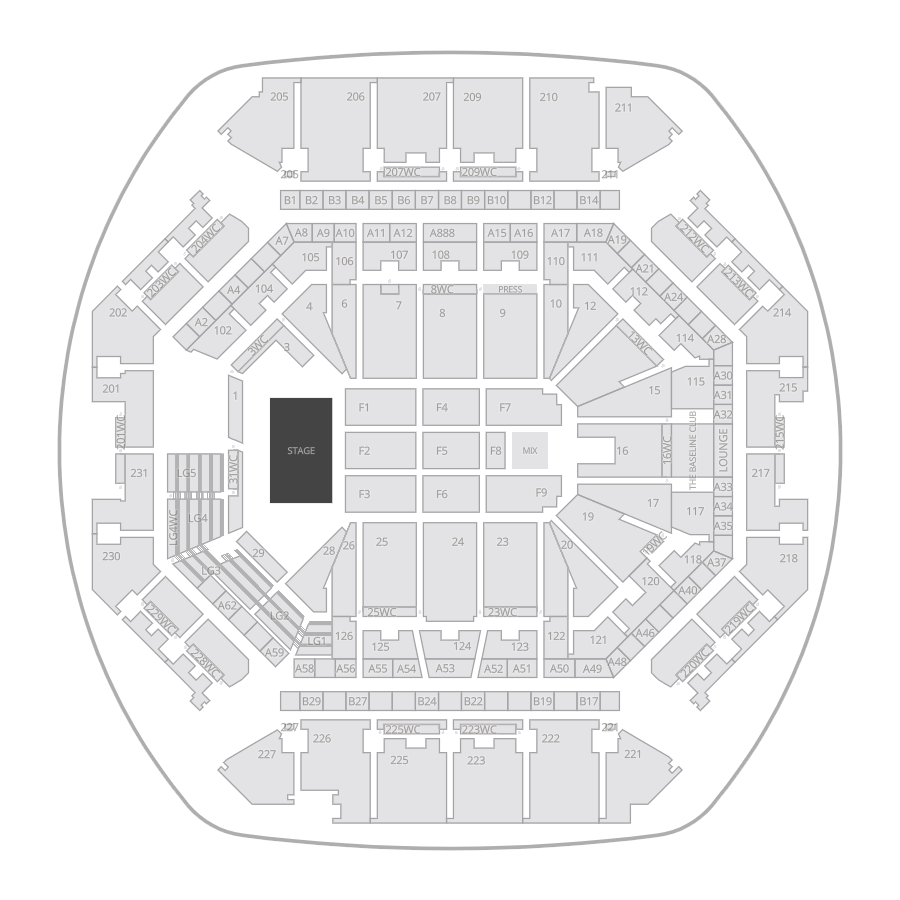 205 206 207 209 210 211
205 207WC 209WC 211
B1 B2 B3 B4 B5 B6 B7 B8 B9 B10 B12 B14
204WC A7 A8 A9 A10 A11 A12 A888 A15 A16 A17 A18 A19 212WC
105 106 107 108 109 110 111
203WC A4 104 112 A21 A24 213WC
8WC PRESS
202 A2 102 4 6 7 8 9 10 12 114 A28 214
3WC 3 13WC
201 1 15 115 A30 215
A31
F1 F4 F7 A32
201WC 215WC
STAGE F2 F5 F8 MIX 16 16WC THE BASELINE CLUB LOUNGE
231 LG5 31WC 217
F3 F6 F9 A33
17 117 A34
LG4WC LG4 19 A35
230 29 28 26 25 24 23 20 19WC 118 A37 218
LG3 120 A40
229WC A62 LG2 25WC 23WC A46 219WC
LG1 126 125 124 123 122 121
228WC A59 A58 A56 A55 A54 A53 A52 A51 A50 A49 A48 220WC
B29 B27 B24 B22 B19 B17
227 225WC 223WC 221
227 226 225 223 222 221